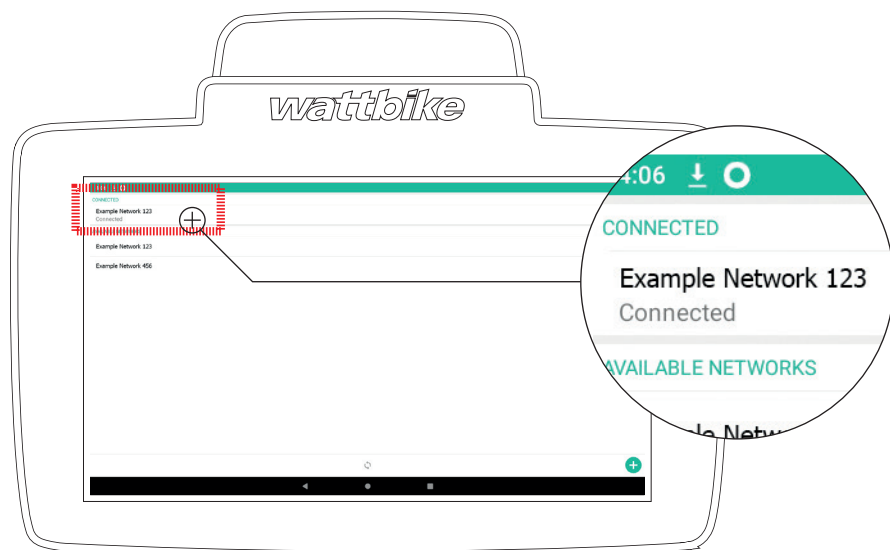 wattbike
CONNECTED
Example Network 123
Connected
Example Network 123
Example Network 456
:06
CONNECTED
Example Network 123
Connected
AVAILABLE NETWORKS